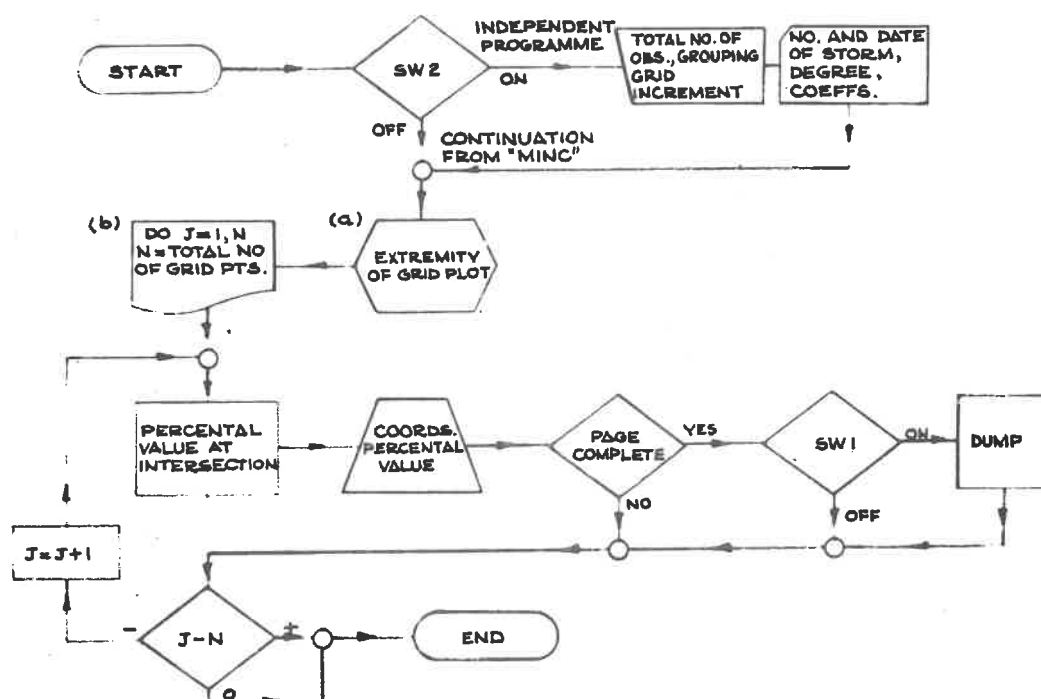 START
SW 2
INDEPENDENT
PROGRAMME
ON
TOTAL NO. OF
OBS., GROUPING
GRID
INCREMENT
NO. AND DATE
OF STORM,
DEGREE,
COEFFS.
OFF
CONTINUATION
FROM "MINC"
(b)
DO J=1, N
N=TOTAL NO
OF GRID PTS.
(a)
EXTREMITY
OF GRID PLOT
PERCENTAL
VALUE AT
INTERSECTION
COORDS.
PERCENTAL
VALUE
PAGE
COMPLETE
YES
SW 1
ON
DUMP
NO
OFF
J=J+1
-
J-N
±
END
0